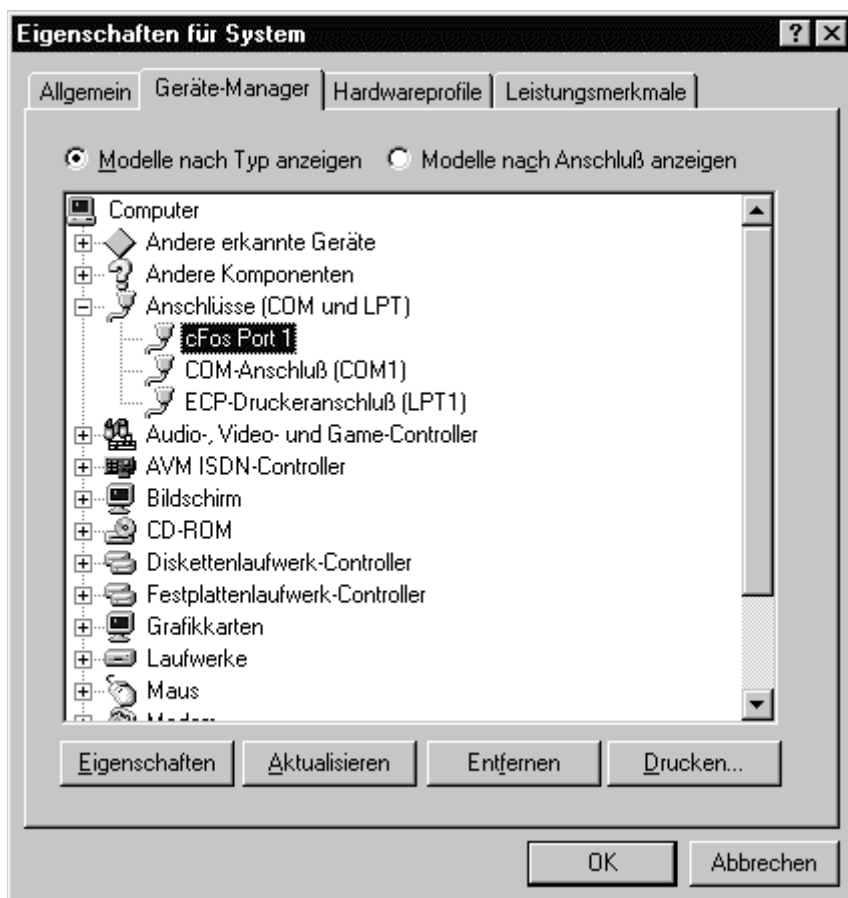 Eigenschaften für System
Allgemein Geräte-Manager Hardwareprofile Leistungsmerkmale
Modelle nach Typ anzeigen Modelle nach Anschluß anzeigen
Computer
Andere erkannte Geräte
Andere Komponenten
Anschlüsse (COM und LPT)
cFos Port 1
COM-Anschluß (COM1)
ECP-Druckeranschluß (LPT1)
Audio-, Video- und Game-Controller
AVM ISDN-Controller
Bildschirm
CD-ROM
Diskettenlaufwerk-Controller
Festplattenlaufwerk-Controller
Grafikkarten
Laufwerke
Maus
Eigenschaften Aktualisieren Entfernen Drucken...
OK Abbrechen